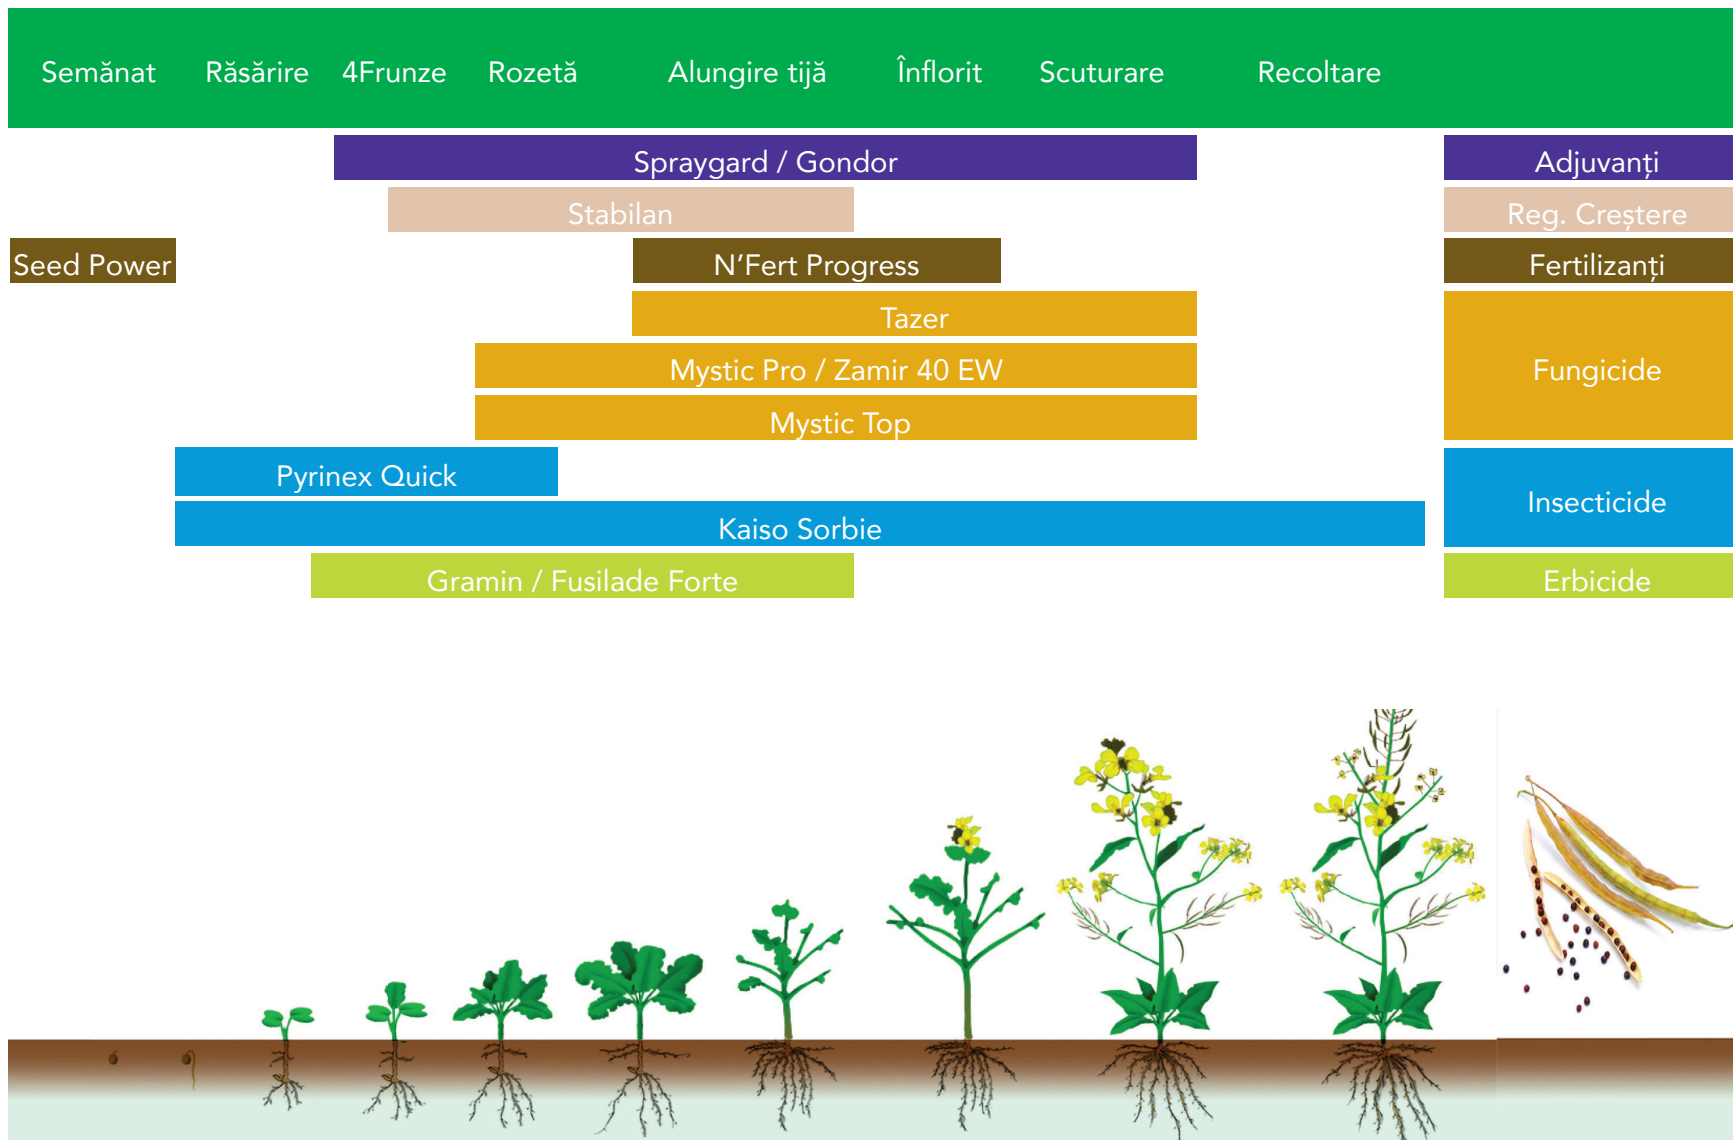 Semănat Răsărire 4Frunze Rozetă Alungire tijă Înflorit Scuturare Recoltare
Spraygard / Gondor Adjuvanți
Stabilan Reg. Creștere
Seed Power N'Fert Progress Fertilizanți
Tazer
Mystic Pro / Zamir 40 EW Fungicide
Mystic Top
Pyrinex Quick
Insecticide
Kaiso Sorbie
Gramin / Fusilade Forte Erbicide